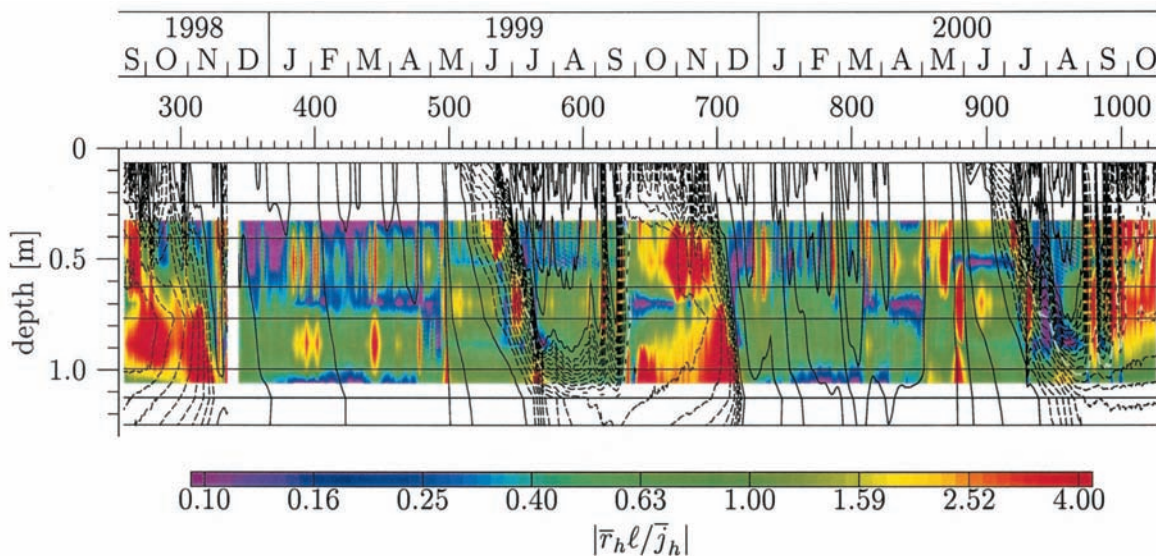 1998 1999 2000
S O N D J F M A M J J A S O N D J F M A M J J A S O
300 400 500 600 700 800 900 1000
0
0.5
1.0
depth [m]
0.10 0.16 0.25 0.40 0.63 1.00 1.59 2.52 4.00
|r̅ₕℓ/j̅ₕ|